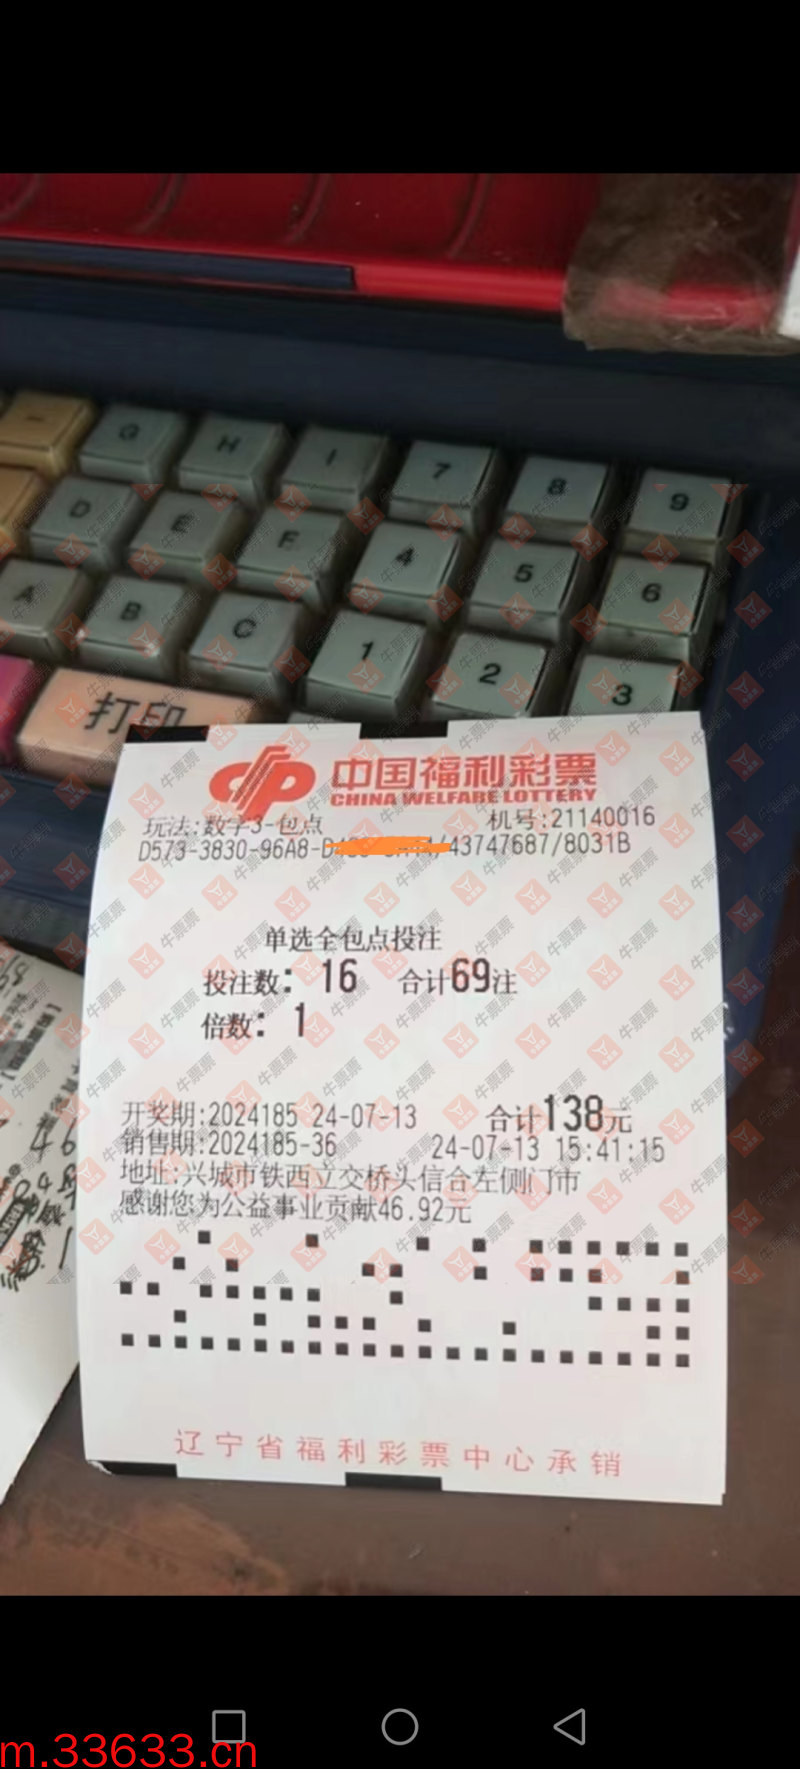 G H I 7 8 9
D E F 4 5 6
A B C 1 2 3
打印
中国福利彩票
CHINA WELFARE LOTTERY
玩法:数字3-包点 机号:21140016
D573-3830-96A8- /43747687/8031B
单选全包点投注
投注数: 16 合计69注
倍数: 1
开奖期:2024185 24-07-13 合计138元
销售期:2024185-36 24-07-13 15:41:15
地址:兴城市铁西立交桥头信合左侧门市
感谢您为公益事业贡献46.92元
辽宁省福利彩票中心承销
牛票票
m.33633.cn